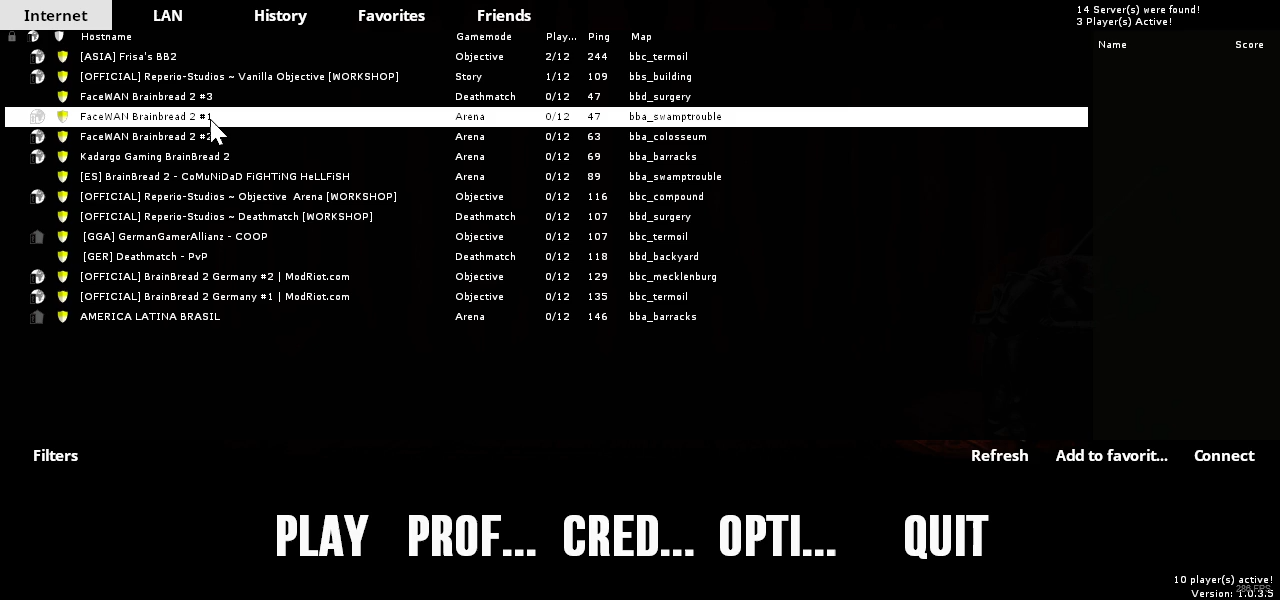 Internet LAN History Favorites Friends
14 Server(s) were found!
3 Player(s) Active!
Hostname Gamemode Play... Ping Map
Name Score
[ASIA] Frisa's BB2 Objective 2/12 244 bbc_termoil
[OFFICIAL] Reperio-Studios ~ Vanilla Objective [WORKSHOP] Story 1/12 109 bbs_building
FaceWAN Brainbread 2 #3 Deathmatch 0/12 47 bbd_surgery
FaceWAN Brainbread 2 #1 Arena 0/12 47 bba_swamptrouble
FaceWAN Brainbread 2 #2 Arena 0/12 63 bba_colosseum
Kadargo Gaming BrainBread 2 Arena 0/12 69 bba_barracks
[ES] BrainBread 2 - CoMuNiDaD FiGHTiNG HeLLFiSH Arena 0/12 89 bba_swamptrouble
[OFFICIAL] Reperio-Studios ~ Objective Arena [WORKSHOP] Objective 0/12 116 bbc_compound
[OFFICIAL] Reperio-Studios ~ Deathmatch [WORKSHOP] Deathmatch 0/12 107 bbd_surgery
[GGA] GermanGamerAllianz - COOP Objective 0/12 107 bbc_termoil
[GER] Deathmatch - PvP Deathmatch 0/12 118 bbd_backyard
[OFFICIAL] BrainBread 2 Germany #2 | ModRiot.com Objective 0/12 129 bbc_mecklenburg
[OFFICIAL] BrainBread 2 Germany #1 | ModRiot.com Objective 0/12 135 bbc_termoil
AMERICA LATINA BRASIL Arena 0/12 146 bba_barracks
Filters Refresh Add to favorit... Connect
PLAY PROF... CRED... OPTI... QUIT
10 player(s) active!
286 FPS
Version: 1.0.3.5